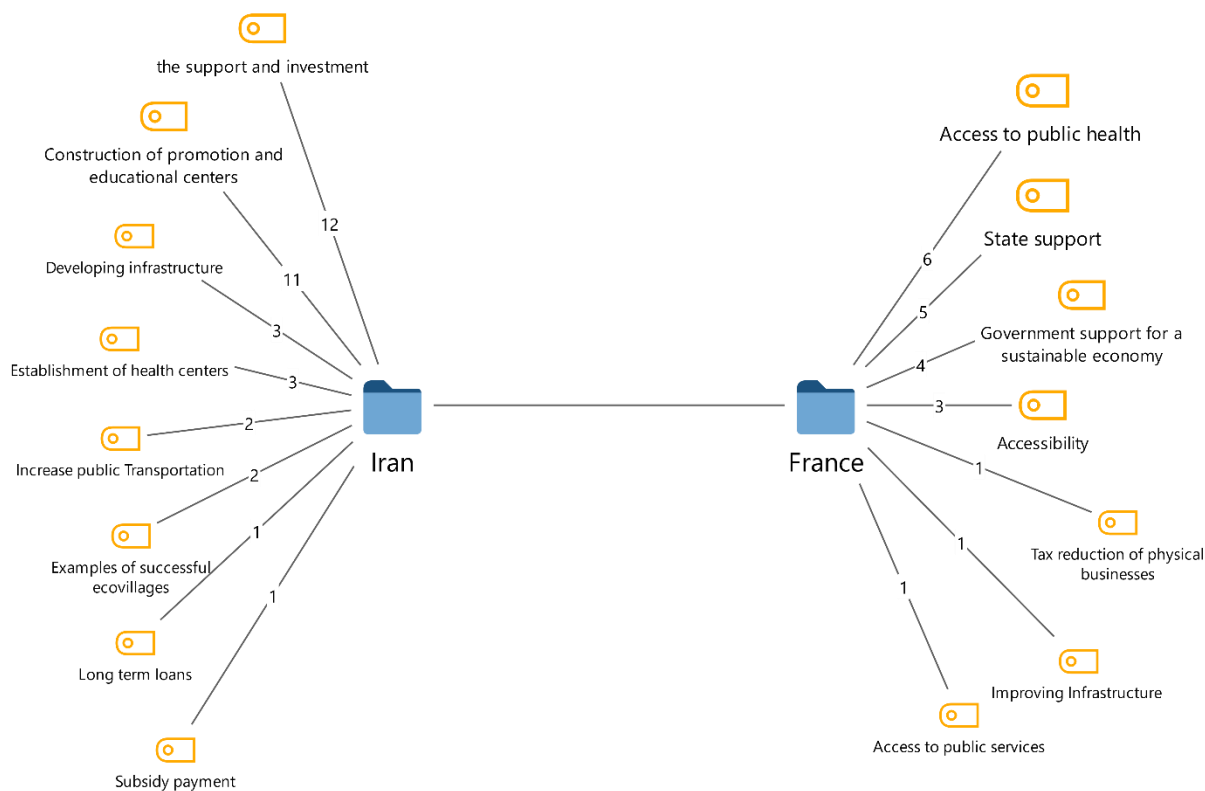 the support and investment
Construction of promotion and
educational centers
12
Developing infrastructure
11
3
Establishment of health centers
3
2
Increase public Transportation
2
Iran
Examples of successful
ecovillages
1
Long term loans
1
Subsidy payment
Access to public health
State support
6
5
Government support for a
sustainable economy
4
3
Accessibility
France
1
Tax reduction of physical
businesses
1
1
Improving Infrastructure
Access to public services